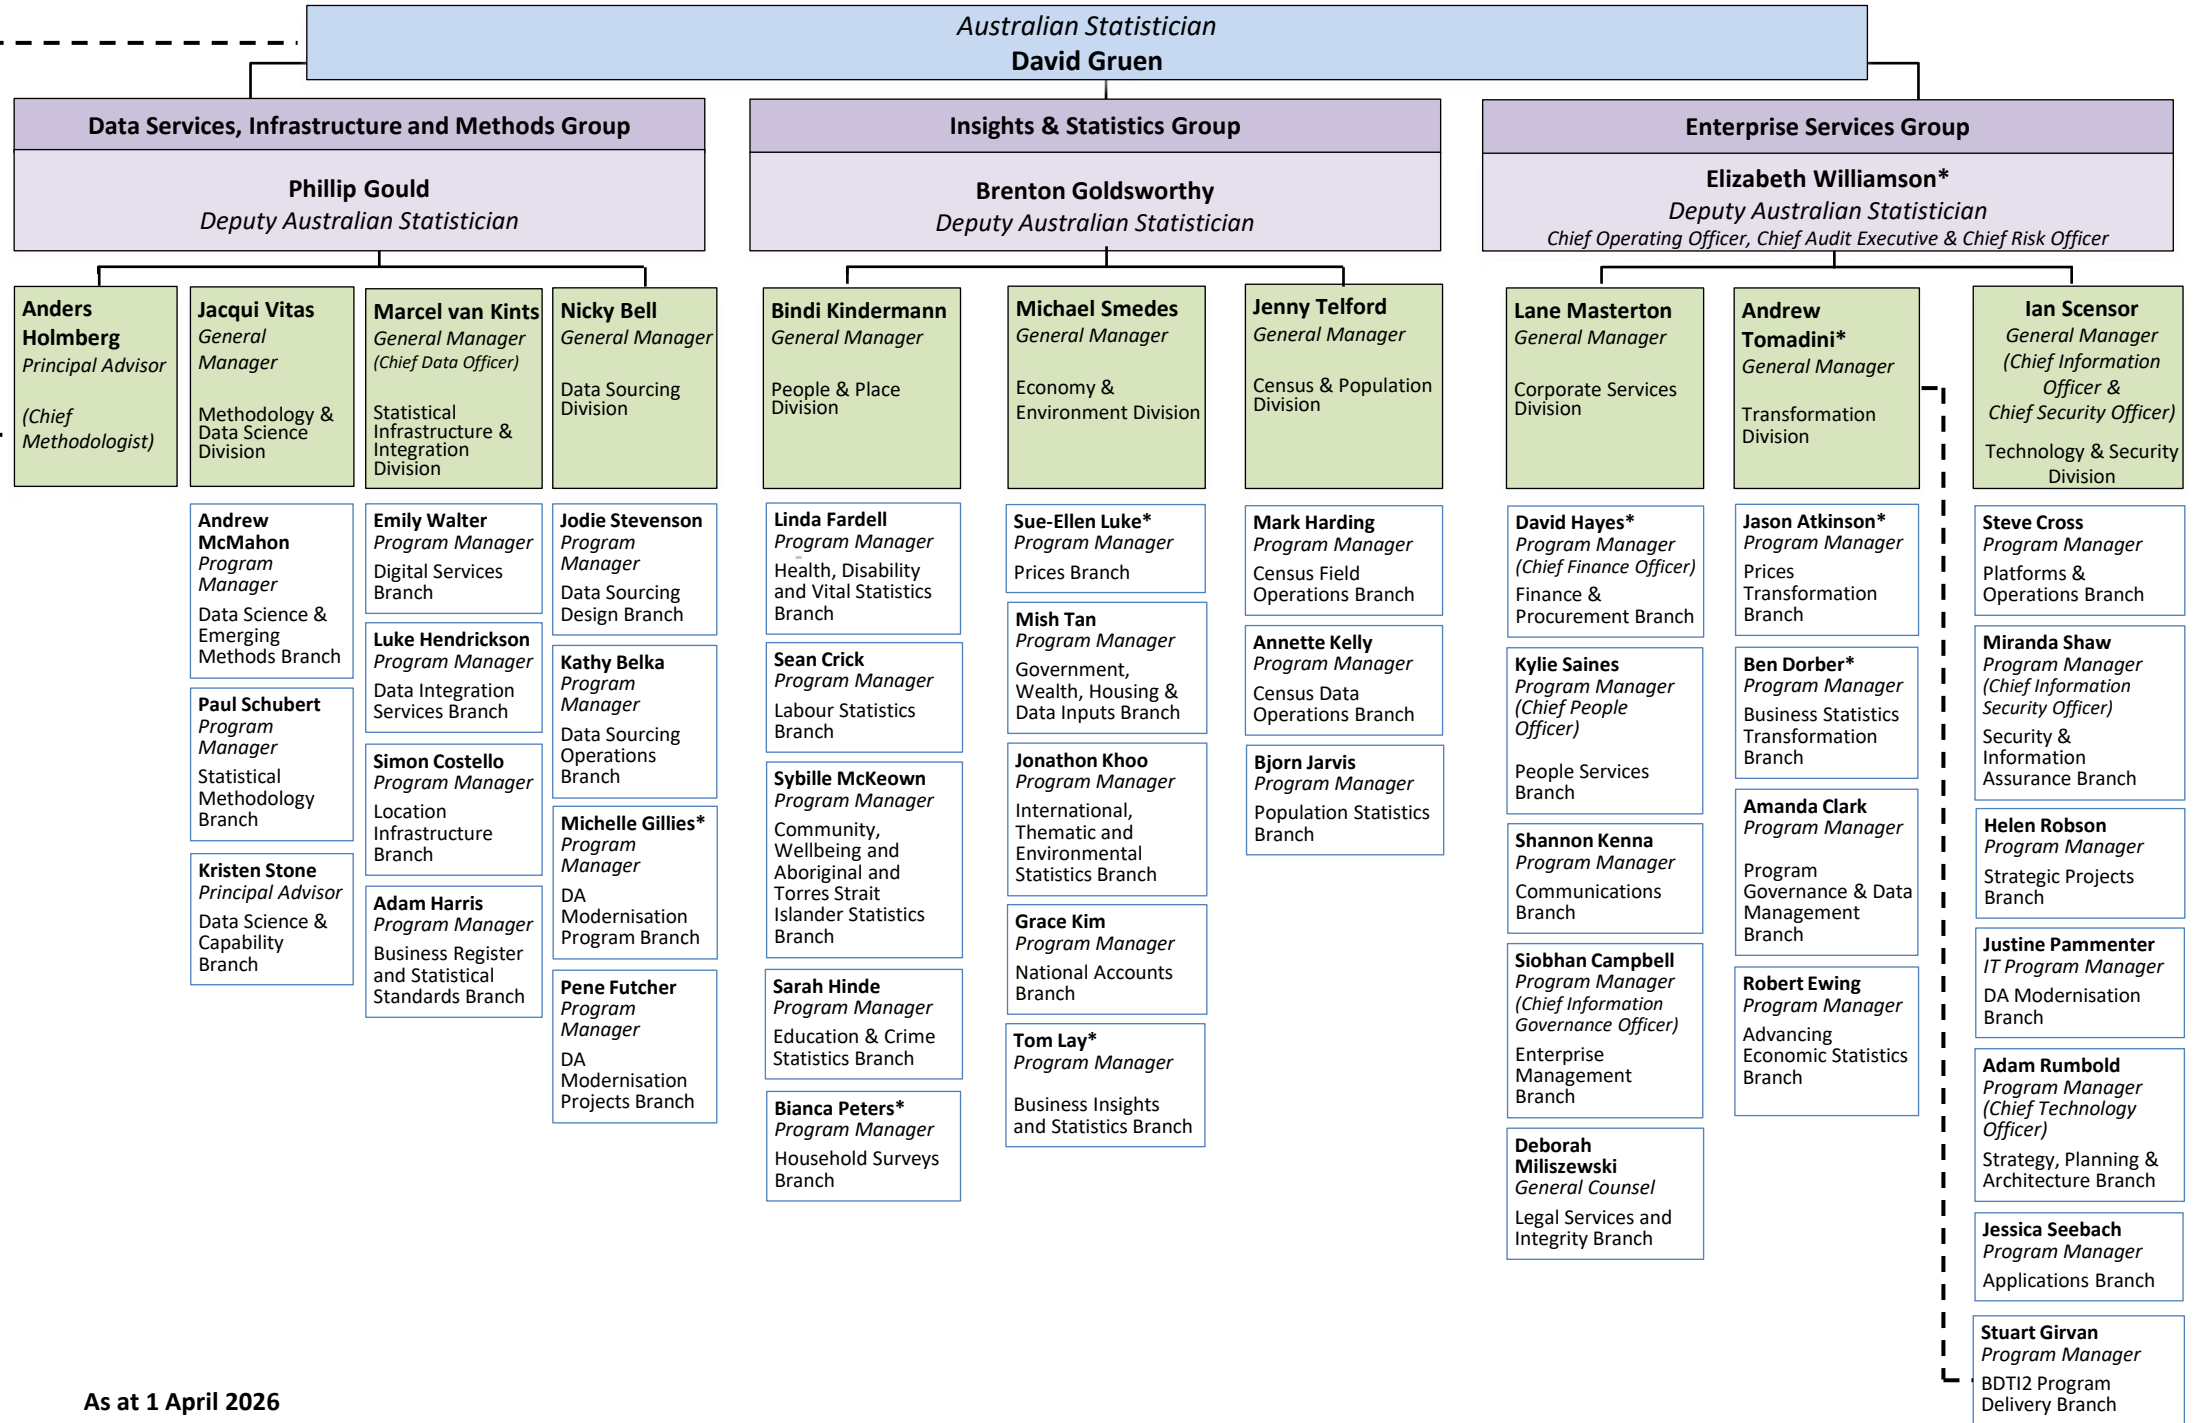 Australian Statistician
David Gruen
Data Services, Infrastructure and Methods Group
Phillip Gould
Deputy Australian Statistician
Insights & Statistics Group
Brenton Goldsworthy
Deputy Australian Statistician
Enterprise Services Group
Elizabeth Williamson*
Deputy Australian Statistician
Chief Operating Officer, Chief Audit Executive & Chief Risk Officer
Anders
Holmberg
Principal Advisor
(Chief
Methodologist)
Jacqui Vitas
General
Manager
Methodology &
Data Science
Division
Marcel van Kints
General Manager
(Chief Data Officer)
Statistical
Infrastructure &
Integration
Division
Nicky Bell
General Manager
Data Sourcing
Division
Bindi Kindermann
General Manager
People & Place
Division
Michael Smedes
General Manager
Economy &
Environment Division
Jenny Telford
General Manager
Census & Population
Division
Lane Masterton
General Manager
Corporate Services
Division
Andrew
Tomadini*
General Manager
Transformation
Division
Ian Scensor
General Manager
(Chief Information
Officer &
Chief Security Officer)
Technology & Security
Division
Andrew
McMahon
Program
Manager
Data Science &
Emerging
Methods Branch
Paul Schubert
Program
Manager
Statistical
Methodology
Branch
Kristen Stone
Principal Advisor
Data Science &
Capability
Branch
Emily Walter
Program Manager
Digital Services
Branch
Luke Hendrickson
Program Manager
Data Integration
Services Branch
Simon Costello
Program Manager
Location
Infrastructure
Branch
Adam Harris
Program Manager
Business Register
and Statistical
Standards Branch
Jodie Stevenson
Program
Manager
Data Sourcing
Design Branch
Kathy Belka
Program
Manager
Data Sourcing
Operations
Branch
Michelle Gillies*
Program
Manager
DA
Modernisation
Program Branch
Pene Futcher
Program
Manager
DA
Modernisation
Projects Branch
Linda Fardell
Program Manager
Health, Disability
and Vital Statistics
Branch
Sean Crick
Program Manager
Labour Statistics
Branch
Sybille McKeown
Program Manager
Community,
Wellbeing and
Aboriginal and
Torres Strait
Islander Statistics
Branch
Sarah Hinde
Program Manager
Education & Crime
Statistics Branch
Bianca Peters*
Program Manager
Household Surveys
Branch
Sue-Ellen Luke*
Program Manager
Prices Branch
Mish Tan
Program Manager
Government,
Wealth, Housing &
Data Inputs Branch
Jonathon Khoo
Program Manager
International,
Thematic and
Environmental
Statistics Branch
Grace Kim
Program Manager
National Accounts
Branch
Tom Lay*
Program Manager
Business Insights
and Statistics Branch
Mark Harding
Program Manager
Census Field
Operations Branch
Annette Kelly
Program Manager
Census Data
Operations Branch
Bjorn Jarvis
Program Manager
Population Statistics
Branch
David Hayes*
Program Manager
(Chief Finance Officer)
Finance &
Procurement Branch
Kylie Saines
Program Manager
(Chief People
Officer)
People Services
Branch
Shannon Kenna
Program Manager
Communications
Branch
Siobhan Campbell
Program Manager
(Chief Information
Governance Officer)
Enterprise
Management
Branch
Deborah
Miliszewski
General Counsel
Legal Services and
Integrity Branch
Jason Atkinson*
Program Manager
Prices
Transformation
Branch
Ben Dorber*
Program Manager
Business Statistics
Transformation
Branch
Amanda Clark
Program Manager
Program
Governance & Data
Management
Branch
Robert Ewing
Program Manager
Advancing
Economic Statistics
Branch
Steve Cross
Program Manager
Platforms &
Operations Branch
Miranda Shaw
Program Manager
(Chief Information
Security Officer)
Security &
Information
Assurance Branch
Helen Robson
Program Manager
Strategic Projects
Branch
Justine Pammenter
IT Program Manager
DA Modernisation
Branch
Adam Rumbold
Program Manager
(Chief Technology
Officer)
Strategy, Planning &
Architecture Branch
Jessica Seebach
Program Manager
Applications Branch
Stuart Girvan
Program Manager
BDTI2 Program
Delivery Branch
As at 1 April 2026